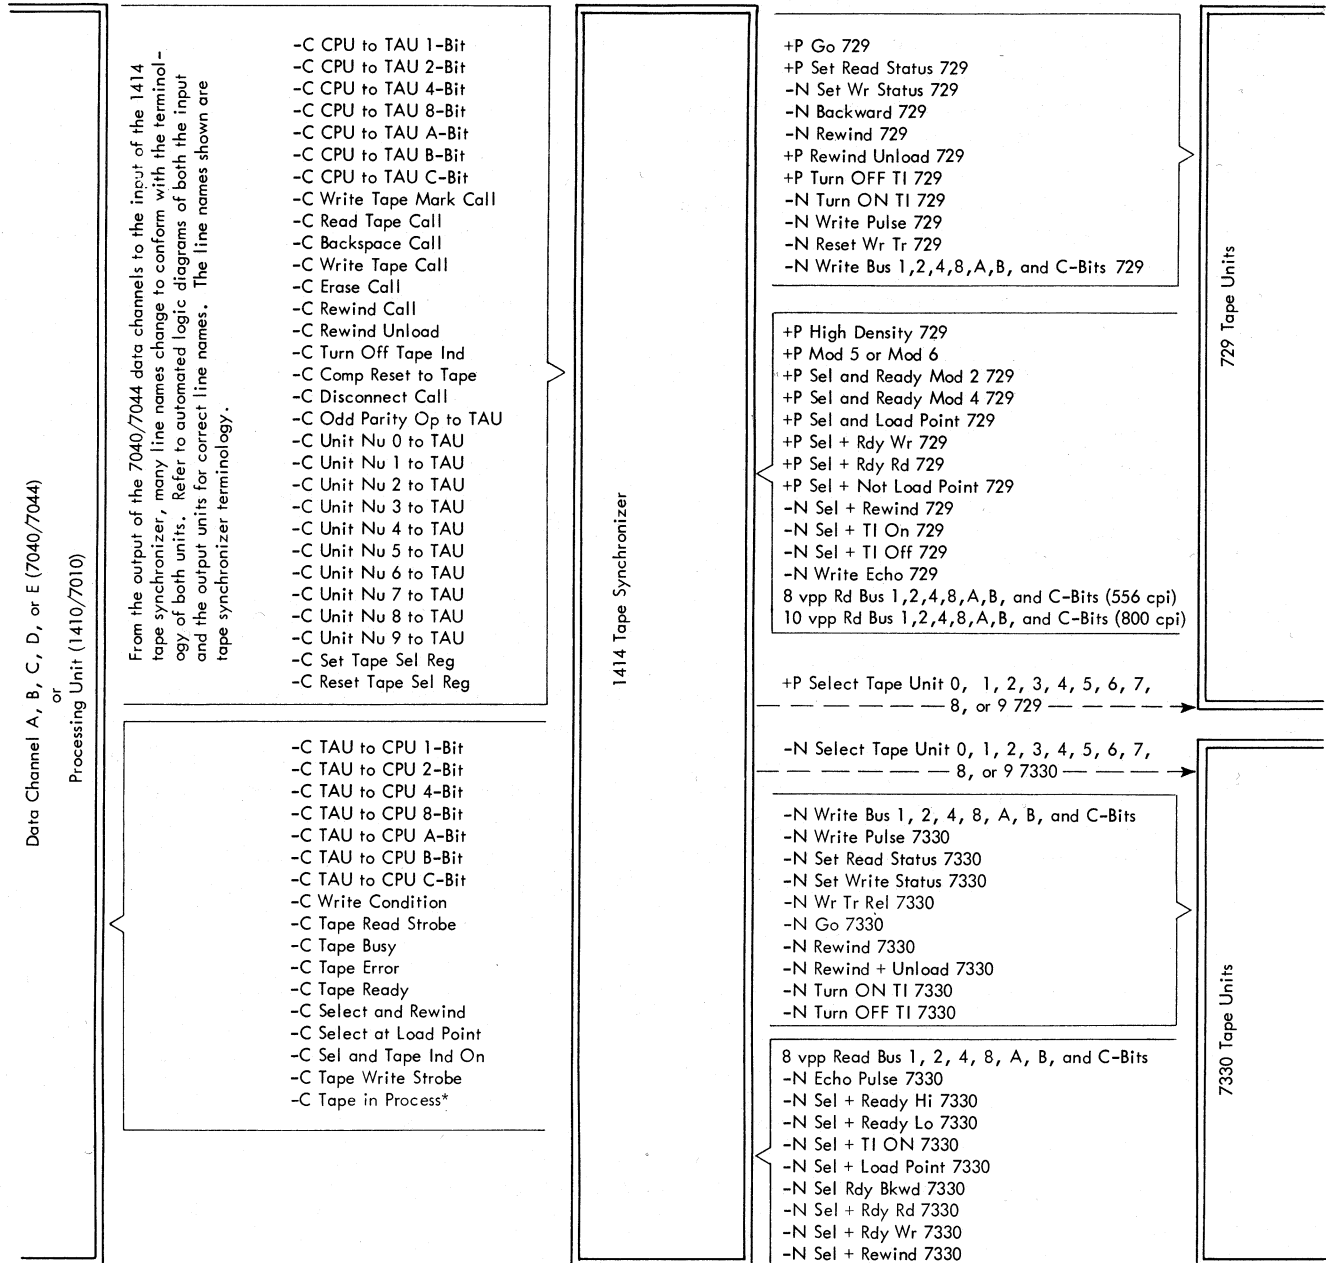 Data Channel A, B, C, D, or E (7040/7044)
or
Processing Unit (1410/7010)
From the output of the 7040/7044 data channels to the input of the 1414
tape synchronizer, many line names change to conform with the terminol-
ogy of both units. Refer to automated logic diagrams of both the input
and the output units for correct line names. The line names shown are
tape synchronizer terminology.
-C CPU to TAU 1-Bit
-C CPU to TAU 2-Bit
-C CPU to TAU 4-Bit
-C CPU to TAU 8-Bit
-C CPU to TAU A-Bit
-C CPU to TAU B-Bit
-C CPU to TAU C-Bit
-C Write Tape Mark Call
-C Read Tape Call
-C Backspace Call
-C Write Tape Call
-C Erase Call
-C Rewind Call
-C Rewind Unload
-C Turn Off Tape Ind
-C Comp Reset to Tape
-C Disconnect Call
-C Odd Parity Op to TAU
-C Unit Nu 0 to TAU
-C Unit Nu 1 to TAU
-C Unit Nu 2 to TAU
-C Unit Nu 3 to TAU
-C Unit Nu 4 to TAU
-C Unit Nu 5 to TAU
-C Unit Nu 6 to TAU
-C Unit Nu 7 to TAU
-C Unit Nu 8 to TAU
-C Unit Nu 9 to TAU
-C Set Tape Sel Reg
-C Reset Tape Sel Reg
-C TAU to CPU 1-Bit
-C TAU to CPU 2-Bit
-C TAU to CPU 4-Bit
-C TAU to CPU 8-Bit
-C TAU to CPU A-Bit
-C TAU to CPU B-Bit
-C TAU to CPU C-Bit
-C Write Condition
-C Tape Read Strobe
-C Tape Busy
-C Tape Error
-C Tape Ready
-C Select and Rewind
-C Select at Load Point
-C Sel and Tape Ind On
-C Tape Write Strobe
-C Tape in Process*
1414 Tape Synchronizer
+P Go 729
+P Set Read Status 729
-N Set Wr Status 729
-N Backward 729
-N Rewind 729
+P Rewind Unload 729
+P Turn OFF TI 729
-N Turn ON TI 729
-N Write Pulse 729
-N Reset Wr Tr 729
-N Write Bus 1,2,4,8,A,B, and C-Bits 729
+P High Density 729
+P Mod 5 or Mod 6
+P Sel and Ready Mod 2 729
+P Sel and Ready Mod 4 729
+P Sel and Load Point 729
+P Sel + Rdy Wr 729
+P Sel + Rdy Rd 729
+P Sel + Not Load Point 729
-N Sel + Rewind 729
-N Sel + TI On 729
-N Sel + TI Off 729
-N Write Echo 729
8 vpp Rd Bus 1,2,4,8,A,B, and C-Bits (556 cpi)
10 vpp Rd Bus 1,2,4,8,A,B, and C-Bits (800 cpi)
+P Select Tape Unit 0, 1, 2, 3, 4, 5, 6, 7,
8, or 9 729
729 Tape Units
-N Select Tape Unit 0, 1, 2, 3, 4, 5, 6, 7,
8, or 9 7330
-N Write Bus 1, 2, 4, 8, A, B, and C-Bits
-N Write Pulse 7330
-N Set Read Status 7330
-N Set Write Status 7330
-N Wr Tr Rel 7330
-N Go 7330
-N Rewind 7330
-N Rewind + Unload 7330
-N Turn ON TI 7330
-N Turn OFF TI 7330
8 vpp Read Bus 1, 2, 4, 8, A, B, and C-Bits
-N Echo Pulse 7330
-N Sel + Ready Hi 7330
-N Sel + Ready Lo 7330
-N Sel + TI ON 7330
-N Sel + Load Point 7330
-N Sel Rdy Bkwd 7330
-N Sel + Rdy Rd 7330
-N Sel + Rdy Wr 7330
-N Sel + Rewind 7330
7330 Tape Units